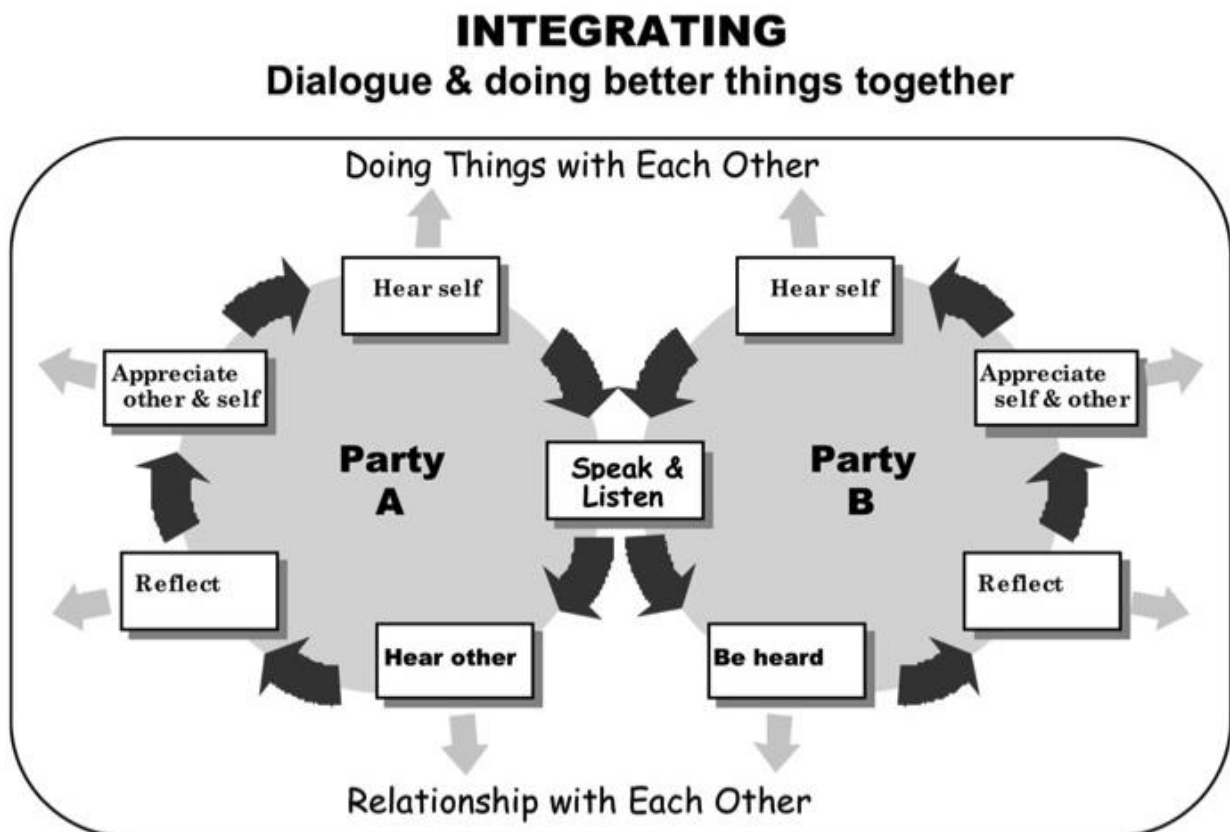 INTEGRATING
Dialogue & doing better things together
Doing Things with Each Other
Hear self
Hear self
Appreciate
other & self
Appreciate
self & other
Party
A
Speak &
Listen
Party
B
Reflect
Reflect
Hear other
Be heard
Relationship with Each Other